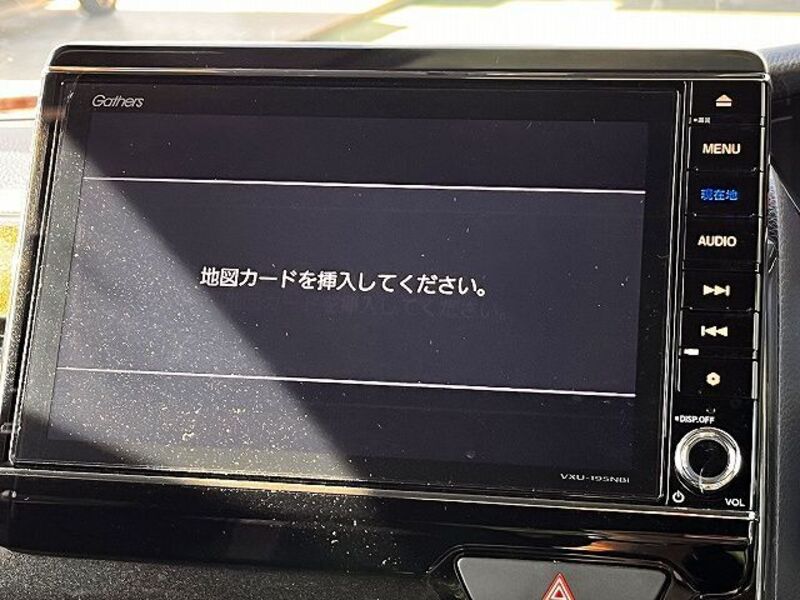 Gathers
MENU
現在地
地図カードを挿入してください。
AUDIO
DISP.OFF
VXU-195NBi
VOL